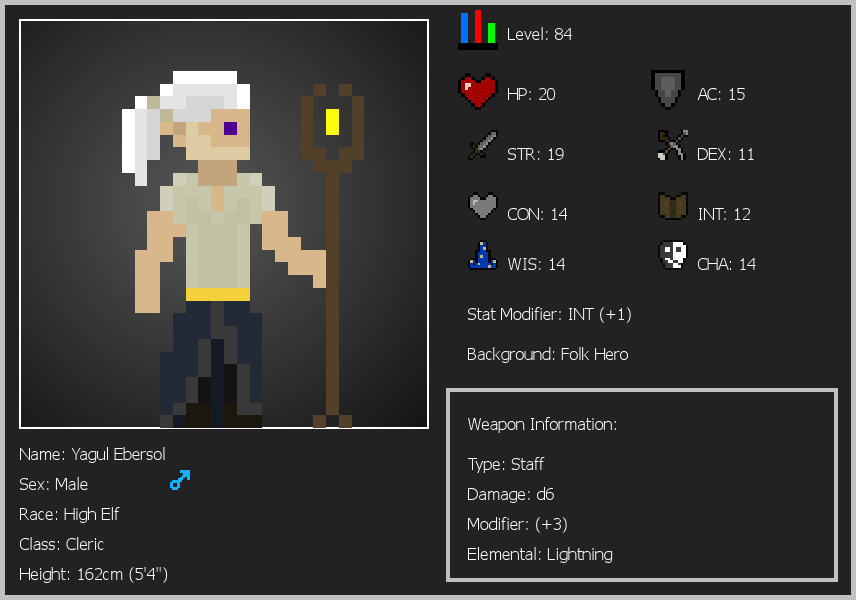 Level: 84
HP: 20
AC: 15
STR: 19
DEX: 11
CON: 14
INT: 12
WIS: 14
CHA: 14
Stat Modifier: INT (+1)
Background: Folk Hero
Weapon Information:
Type: Staff
Damage: d6
Modifier: (+3)
Elemental: Lightning
Name: Yagul Ebersol
Sex: Male
Race: High Elf
Class: Cleric
Height: 162cm (5'4")